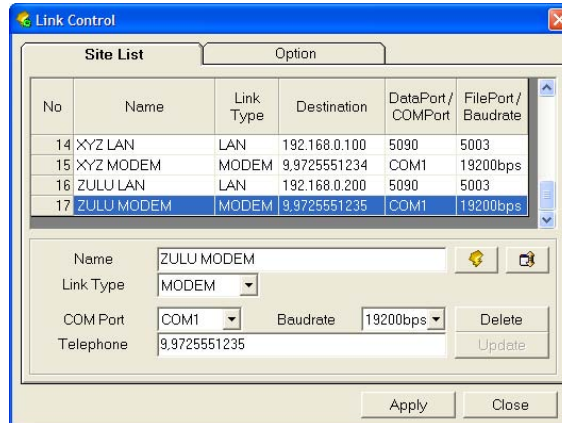 Link Control
Site List Option
No Name Link Type Destination DataPort/ COMPort FilePort/ Baudrate
14 XYZ LAN LAN 192.168.0.100 5090 5003
15 XYZ MODEM MODEM 9,9725551234 COM1 19200bps
16 ZULU LAN LAN 192.168.0.200 5090 5003
17 ZULU MODEM MODEM 9,9725551235 COM1 19200bps
Name ZULU MODEM
Link Type MODEM
COM Port COM1 Baudrate 19200bps Delete
Telephone 9,9725551235 Update
Apply Close